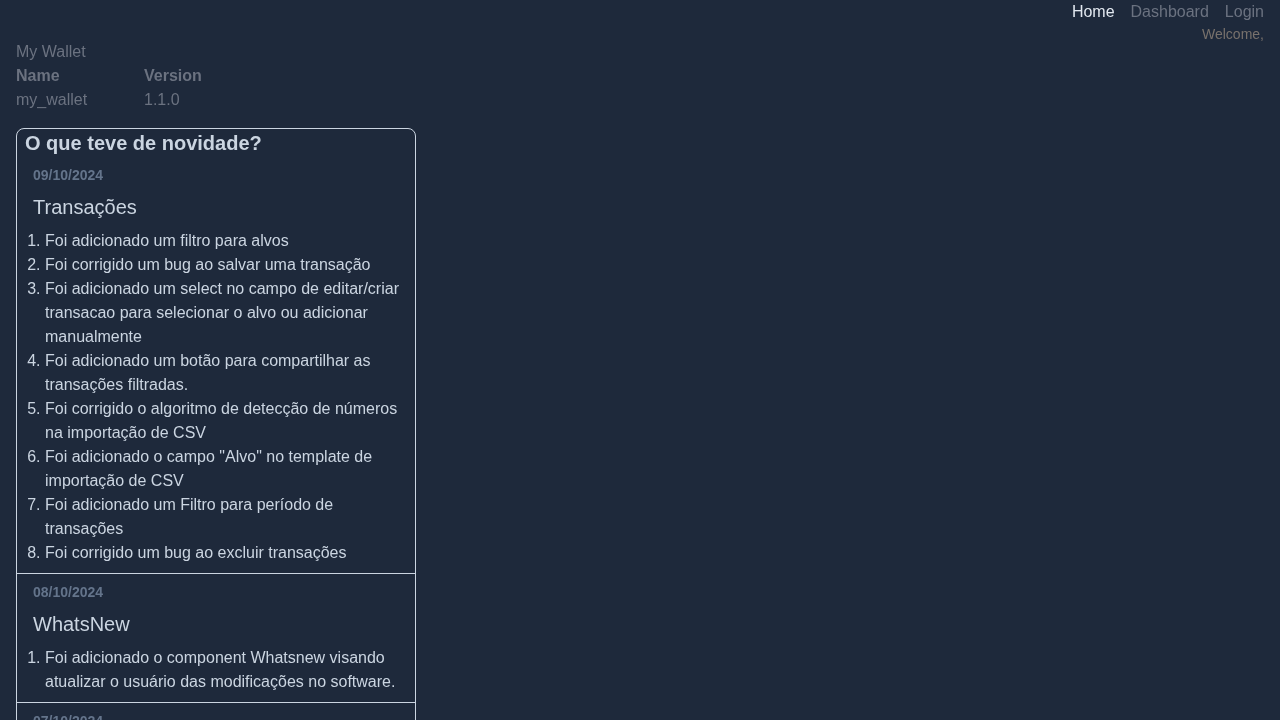 Home Dashboard Login
Welcome,
My Wallet
Name Version
my_wallet 1.1.0
O que teve de novidade?
09/10/2024
Transações
1. Foi adicionado um filtro para alvos
2. Foi corrigido um bug ao salvar uma transação
3. Foi adicionado um select no campo de editar/criar
transacao para selecionar o alvo ou adicionar
manualmente
4. Foi adicionado um botão para compartilhar as
transações filtradas.
5. Foi corrigido o algoritmo de detecção de números
na importação de CSV
6. Foi adicionado o campo "Alvo" no template de
importação de CSV
7. Foi adicionado um Filtro para período de
transações
8. Foi corrigido um bug ao excluir transações
08/10/2024
WhatsNew
1. Foi adicionado o component Whatsnew visando
atualizar o usuário das modificações no software.
07/10/2024